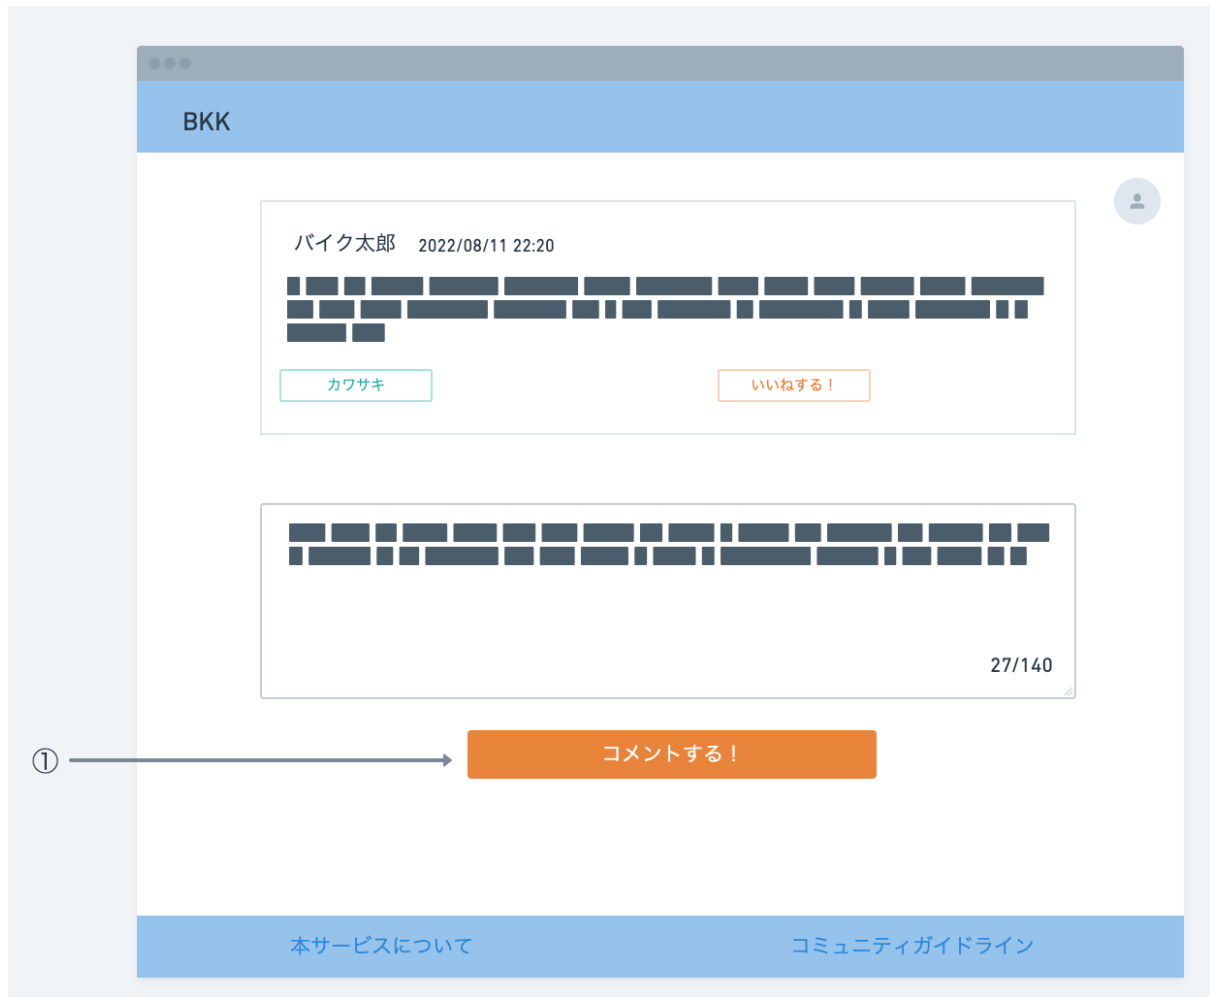 BKK
バイク太郎 2022/08/11 22:20
カワサキ いいねする！
27/140
① コメントする！
本サービスについて コミュニティガイドライン